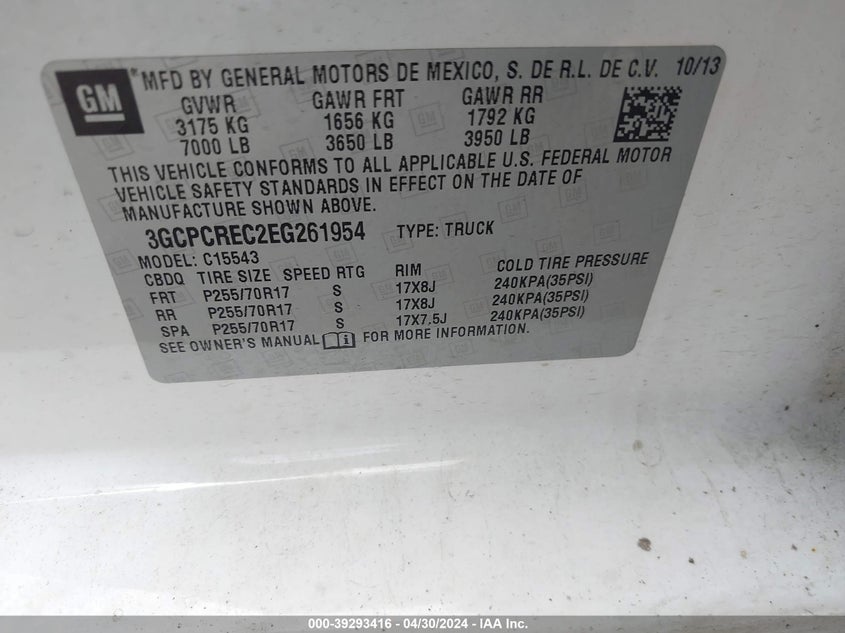 GM
® MFD BY GENERAL MOTORS DE MEXICO, S. DE R.L. DE C.V. 10/13
GVWR GAWR FRT GAWR RR
3175 KG 1656 KG 1792 KG
7000 LB 3650 LB 3950 LB
THIS VEHICLE CONFORMS TO ALL APPLICABLE U.S. FEDERAL MOTOR
VEHICLE SAFETY STANDARDS IN EFFECT ON THE DATE OF
MANUFACTURE SHOWN ABOVE.
3GCPCREC2EG261954 TYPE: TRUCK
MODEL: C15543
CBDQ TIRE SIZE SPEED RTG RIM COLD TIRE PRESSURE
FRT P255/70R17 S 17X8J 240KPA(35PSI)
RR P255/70R17 S 17X8J 240KPA(35PSI)
SPA P255/70R17 S 17X7.5J 240KPA(35PSI)
SEE OWNER'S MANUAL FOR MORE INFORMATION.
000-39293416 - 04/30/2024 - IAA Inc.